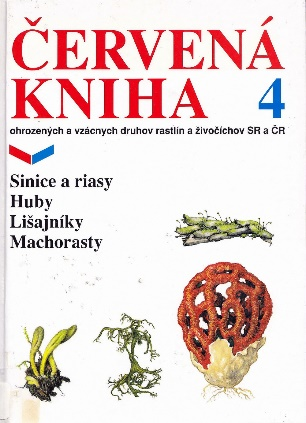 ČERVENÁ
KNIHA 4
ohrozených a vzácnych druhov rastlín a živočíchov SR a ČR
Sinice a riasy
Huby
Lišajníky
Machorasty